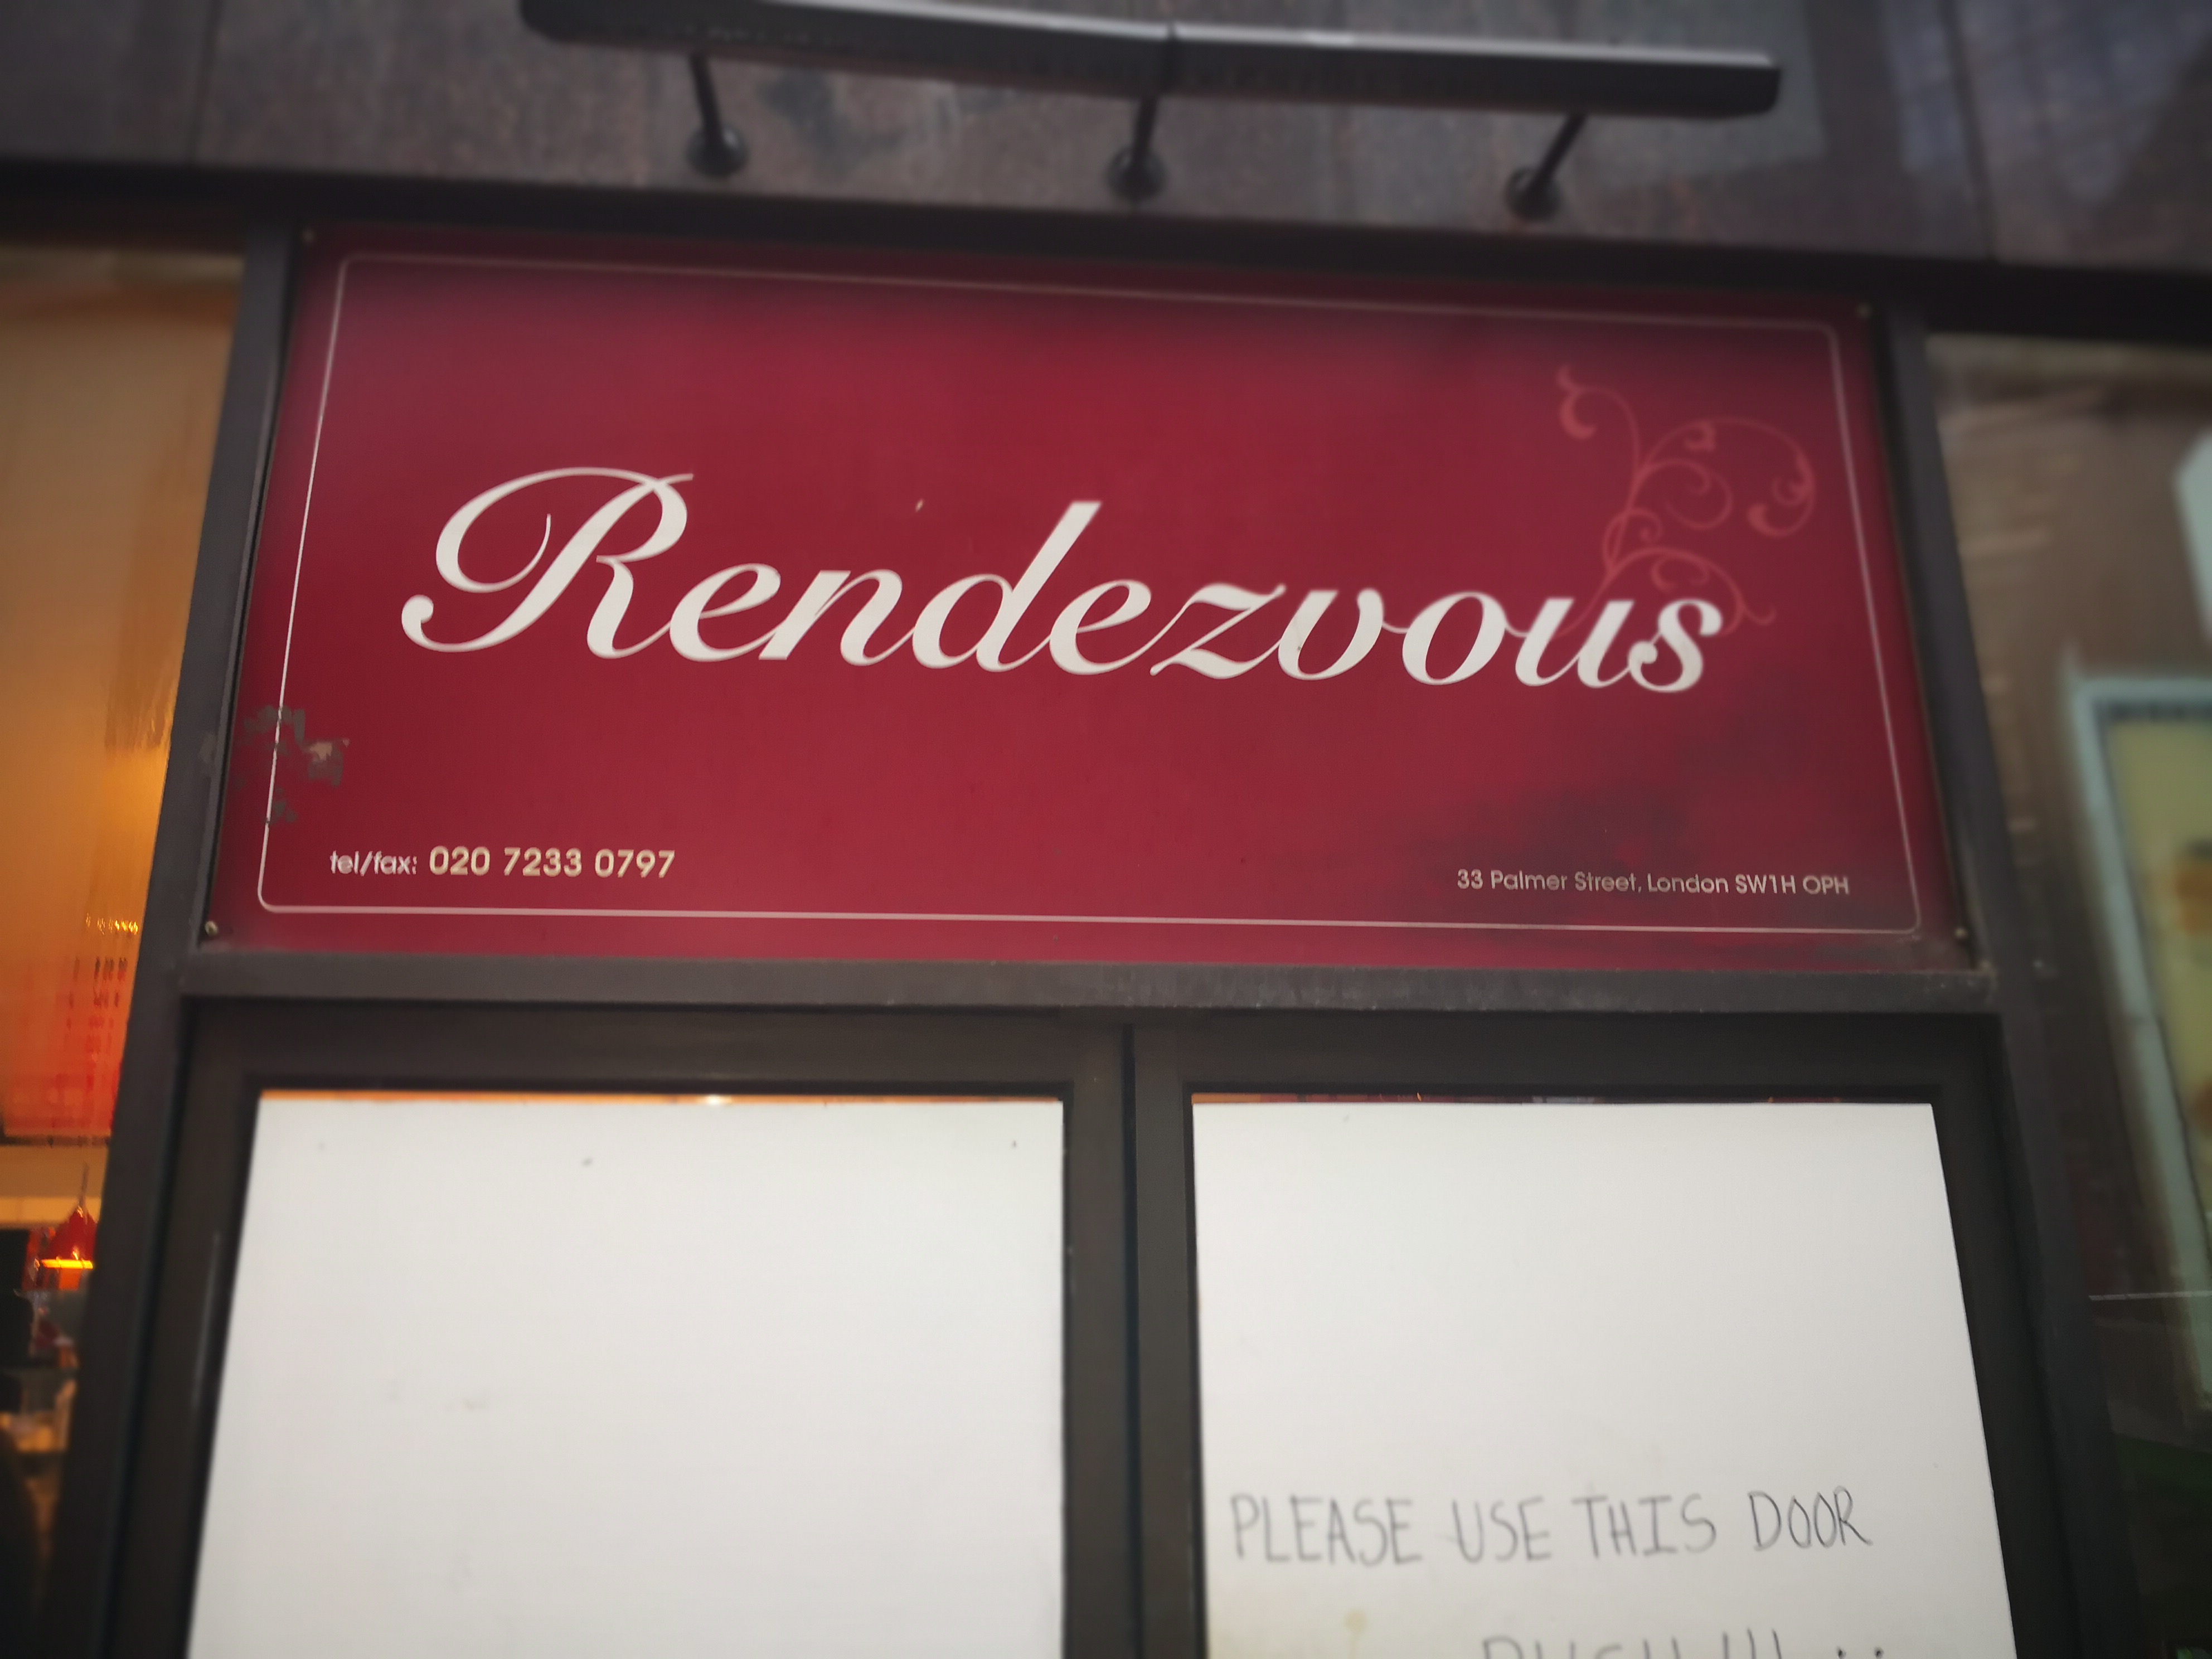 Rendezvous
tel/fax: 020 7233 0797
33 Palmer Street, London SW1H OPH
PLEASE USE THIS DOOR